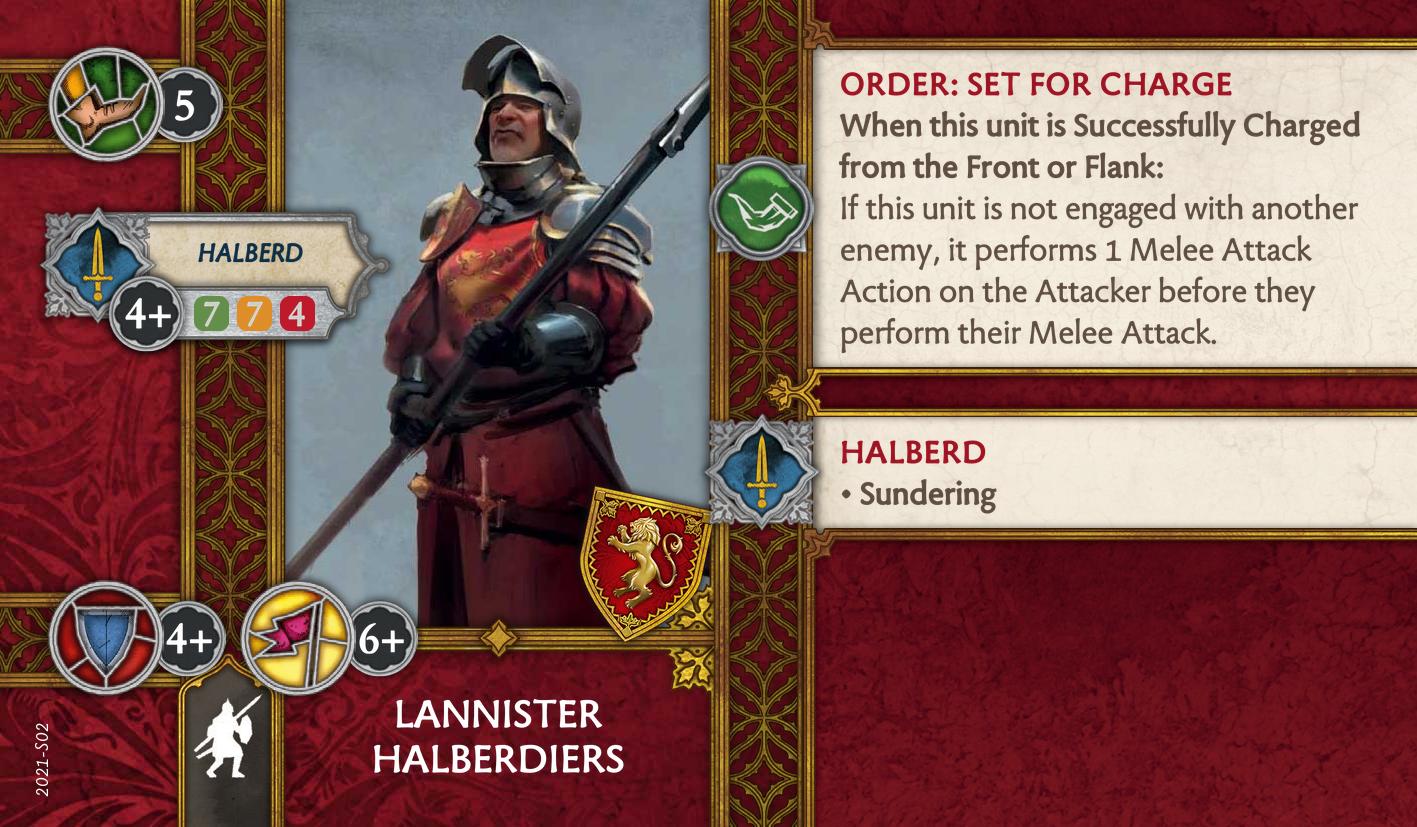 5
HALBERD
4+ 7 7 4
4+ 6+
LANNISTER
HALBERDIERS
2021-S02
ORDER: SET FOR CHARGE
When this unit is Successfully Charged
from the Front or Flank:
If this unit is not engaged with another
enemy, it performs 1 Melee Attack
Action on the Attacker before they
perform their Melee Attack.
HALBERD
• Sundering